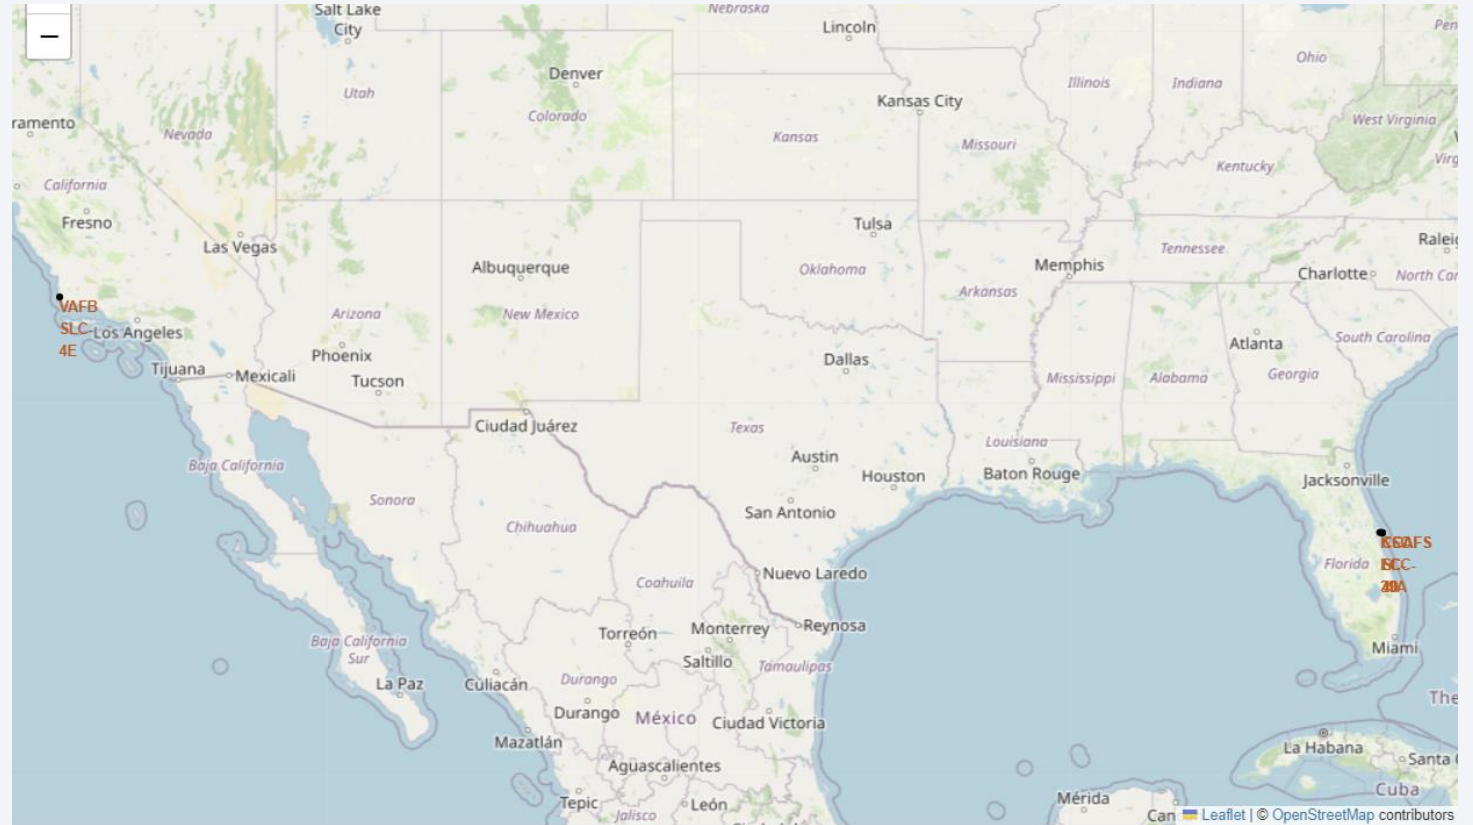 Salt Lake
City
Nebraska
Lincoln
Pen
−
Denver
Ohio
Utah
Illinois
Indiana
Kansas City
Colorado
ramento
Nevada
Kansas
West Virginia
Missouri
Virg
Kentucky
California
Fresno
Tulsa
Las Vegas
Tennessee
Raleig
Albuquerque
Oklahoma
Memphis
Charlotte
North Car
Arkansas
VAFB
SLC-
4E
Arizona
New Mexico
Los Angeles
South Carolina
Atlanta
Phoenix
Dallas
Tijuana
Mexicali
Tucson
Mississippi
Alabama
Georgia
Ciudad Juárez
Texas
Louisiana
Austin
Baja California
Houston
Baton Rouge
Jacksonville
Sonora
San Antonio
Chihuahua
Florida
Nuevo Laredo
Coahuila
Reynosa
Torreón
Monterrey
Baja California
Sur
Miami
Saltillo
Tamaulipas
La Paz
Culiacán
Durango
The
Durango
México
Ciudad Victoria
Mazatlán
La Habana
Santa
Aguascalientes
Cuba
Tepic
León
Mérida
Jalisco
Can
Leaflet | © OpenStreetMap contributors